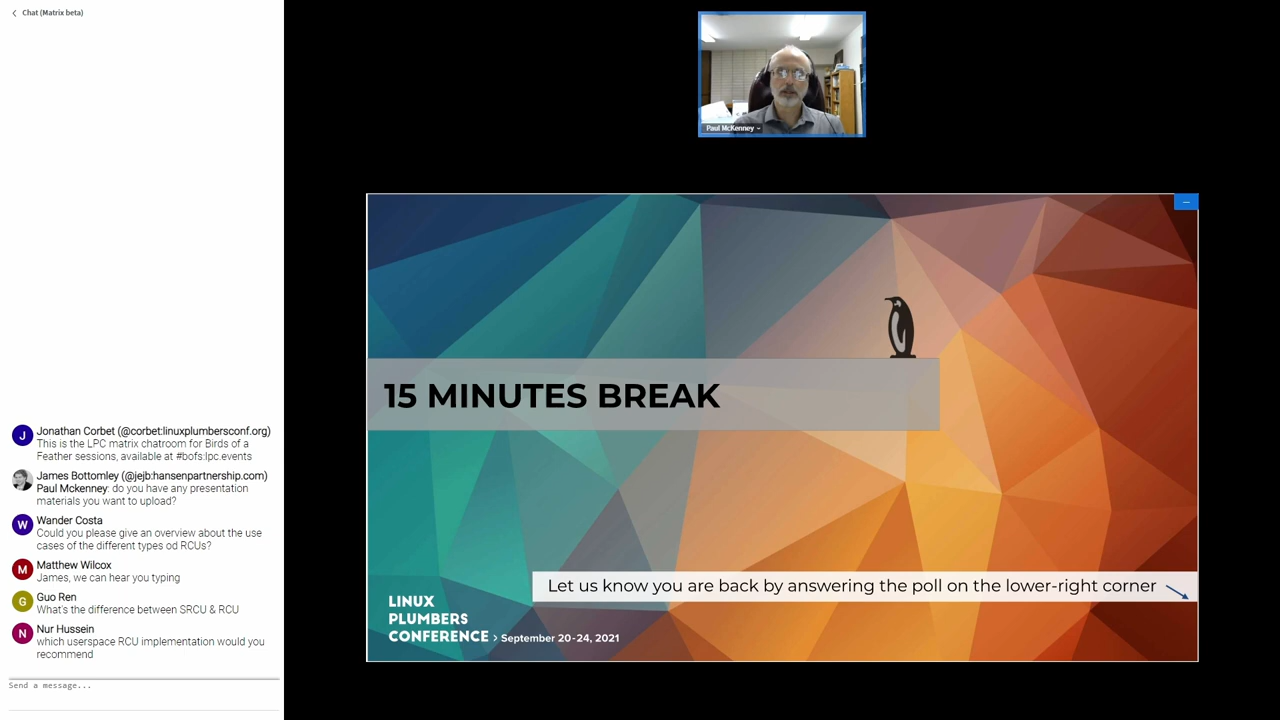 Chat (Matrix beta)
J
Jonathan Corbet (@corbet:linuxplumbersconf.org)
This is the LPC matrix chatroom for Birds of a
Feather sessions, available at #bofs:lpc.events
James Bottomley (@jejb:hansenpartnership.com)
Paul Mckenney: do you have any presentation
materials you want to upload?
W
Wander Costa
Could you please give an overview about the use
cases of the different types od RCUs?
M
Matthew Wilcox
James, we can hear you typing
G
Guo Ren
What's the difference between SRCU & RCU
N
Nur Hussein
which userspace RCU implementation would you
recommend
Send a message...
Paul McKenney
15 MINUTES BREAK
Let us know you are back by answering the poll on the lower-right corner
LINUX
PLUMBERS
CONFERENCE > September 20-24, 2021